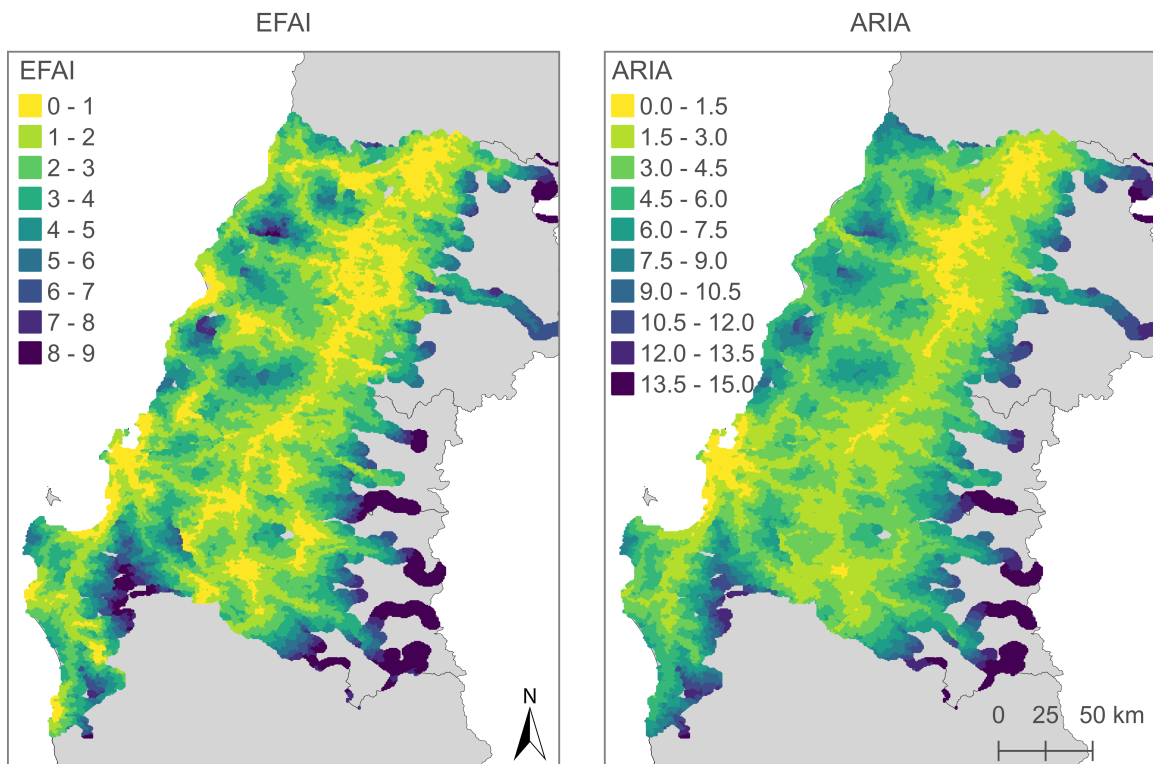 EFAI
ARIA
EFAI
0 - 1
1 - 2
2 - 3
3 - 4
4 - 5
5 - 6
6 - 7
7 - 8
8 - 9
N
ARIA
0.0 - 1.5
1.5 - 3.0
3.0 - 4.5
4.5 - 6.0
6.0 - 7.5
7.5 - 9.0
9.0 - 10.5
10.5 - 12.0
12.0 - 13.5
13.5 - 15.0
0 25 50 km